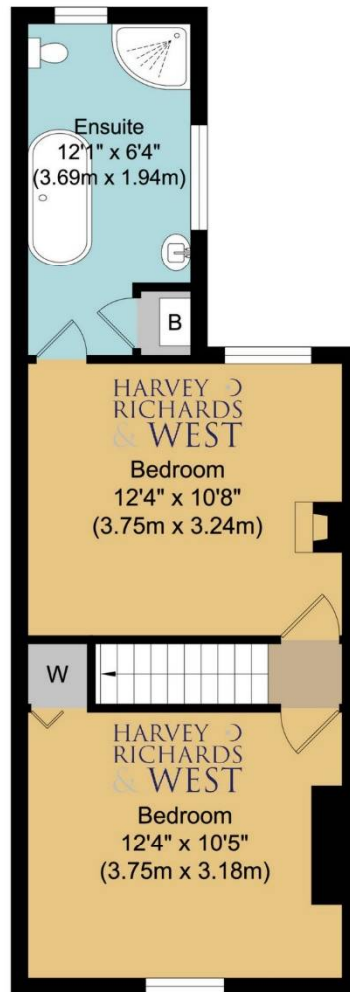 Ensuite
12'1" x 6'4"
(3.69m x 1.94m)
B
HARVEY
RICHARDS
& WEST
Bedroom
12'4" x 10'8"
(3.75m x 3.24m)
W
HARVEY
RICHARDS
& WEST
Bedroom
12'4" x 10'5"
(3.75m x 3.18m)